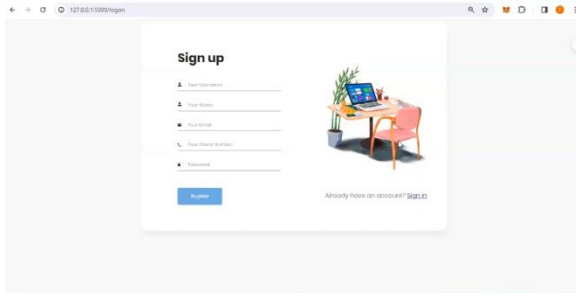 127.0.0.1:5000/logon
Sign up
Your Username
Your Name
Your Email
Your Phone Number
Password
Register
Already have an account? Sign in